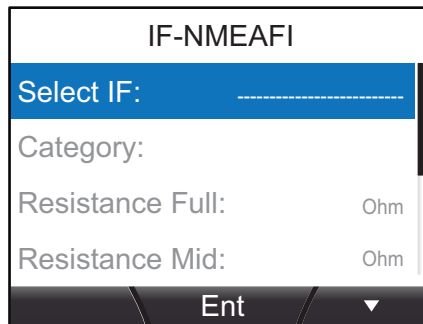 IF-NMEAFI
Select IF: --------------------------
Category:
Resistance Full: Ohm
Resistance Mid: Ohm
Ent ▼